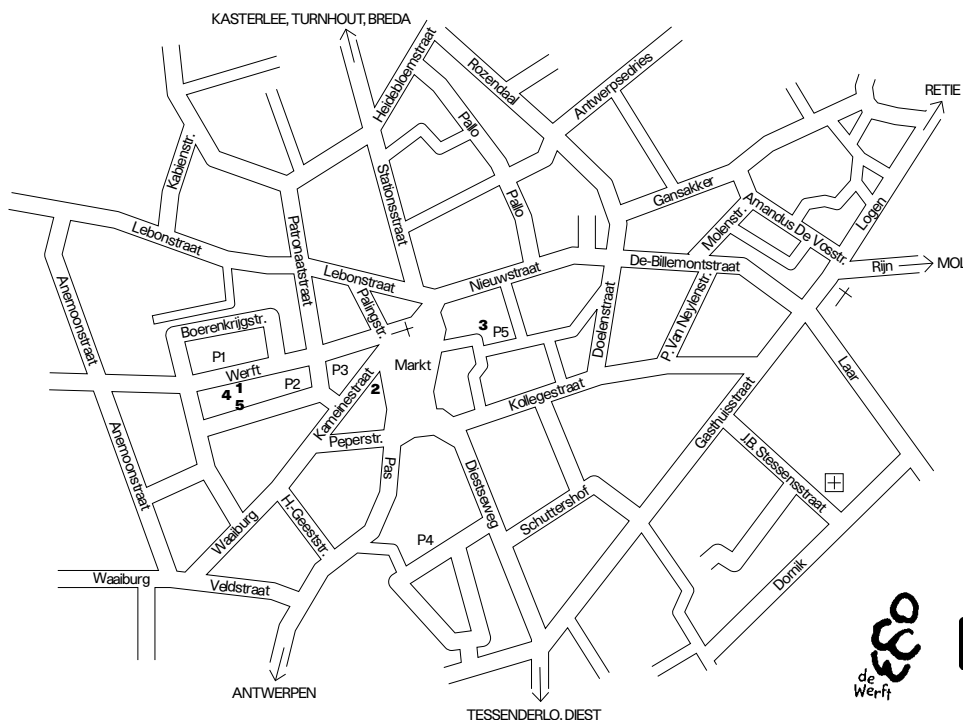 KASTERLEE, TURNHOUT, BREDA
Heidebloemstraat
Rozendaal
Antwerpsedries
RETIE
Kabienstr.
Pallo
Stationsstraat
Pallo
Gansakker
Molenstr.
Amandus De Vosstr.
Logen
Lebonstraat
Patronaatstraat
Lebonstraat
Nieuwstraat
De-Billemontstraat
Rijn
MOL
Anemoonstraat
Boerenkrijgstr.
Palingstr.
3
P5
Doelenstraat
P. Van Neylenstr.
Laar
P1
Werft
P2
P3
Markt
4 1
5
2
Kameinestraat
Kollegestraat
Peperstr.
Pas
Gasthuisstraat
J.B. Stessensstraat
Anemoonstraat
Diestseweg
Schuttershof
H.-Geeststr.
Waaiburg
P4
Waaiburg
Veldstraat
Dornik
ANTWERPEN
TESSENDERLO, DIEST
de
Werft